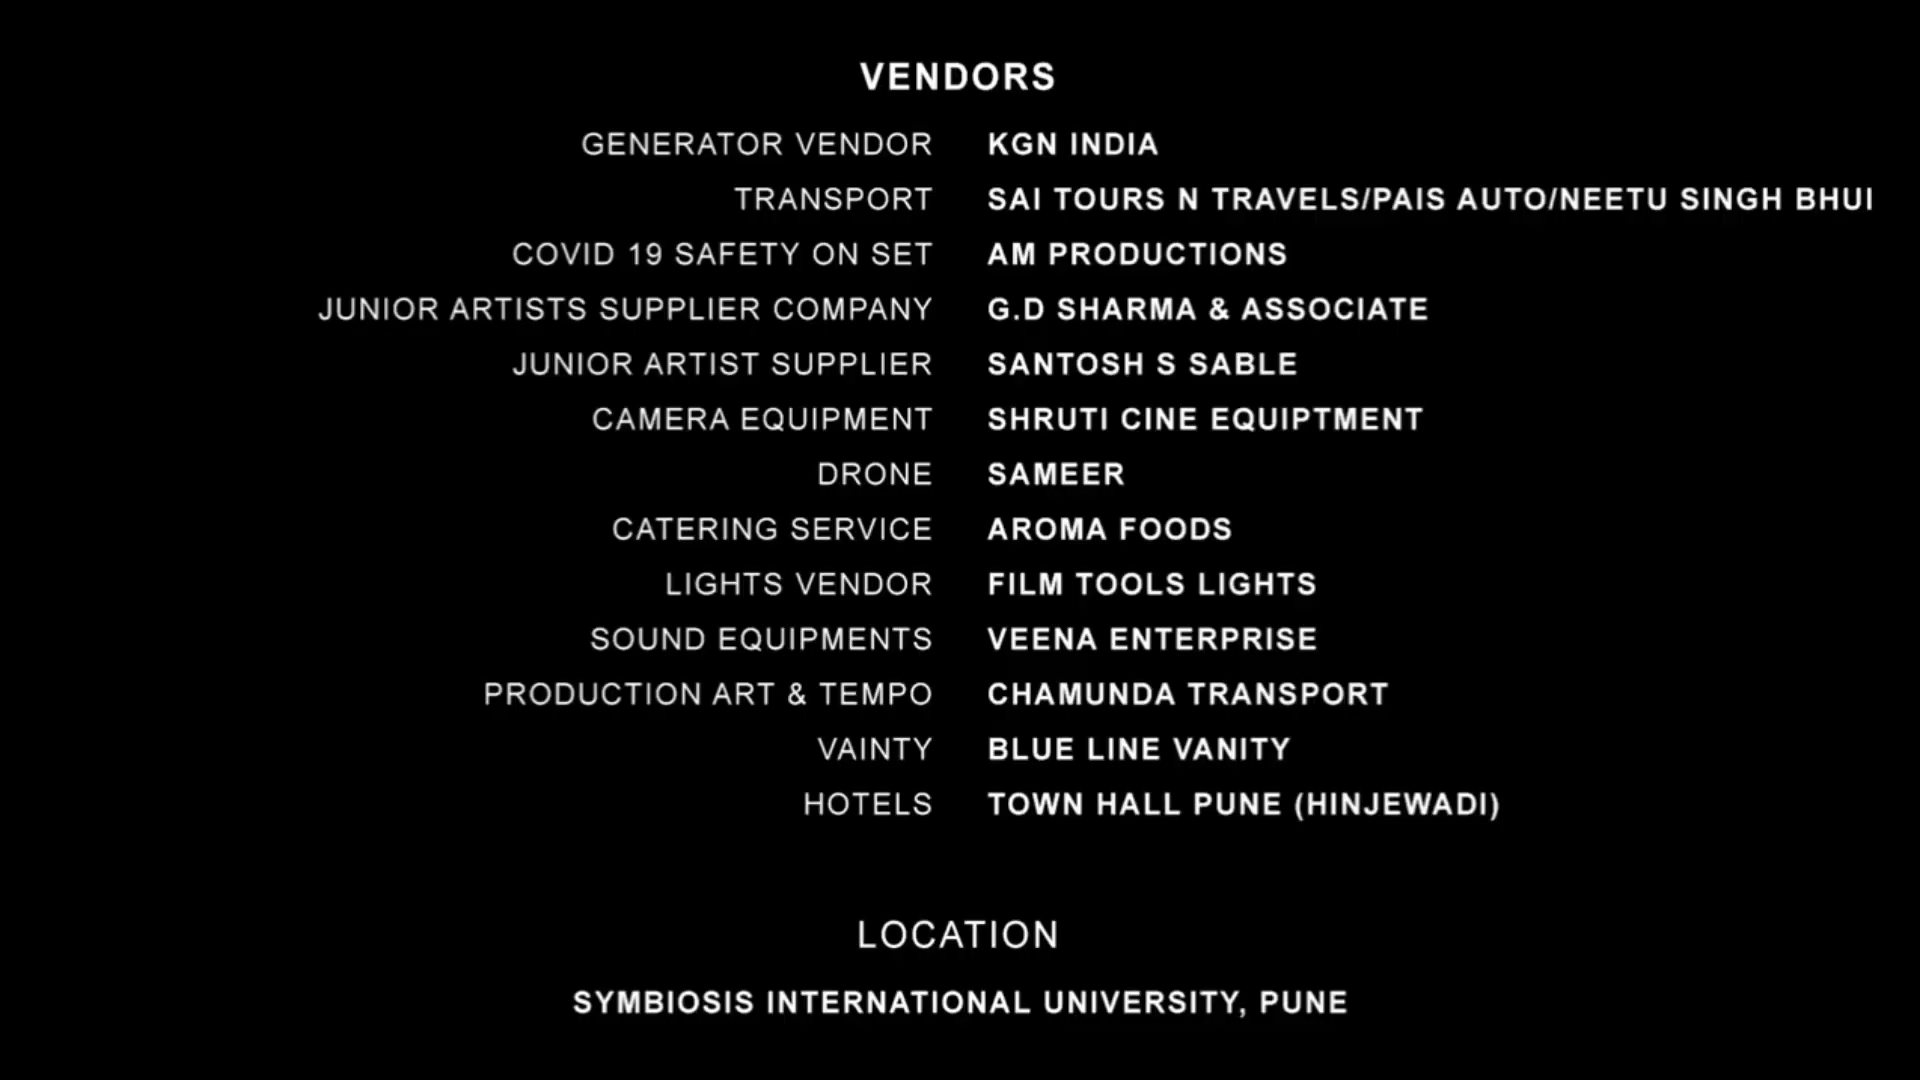 VENDORS
GENERATOR VENDOR KGN INDIA
TRANSPORT SAI TOURS N TRAVELS/PAIS AUTO/NEETU SINGH BHUI
COVID 19 SAFETY ON SET AM PRODUCTIONS
JUNIOR ARTISTS SUPPLIER COMPANY G.D SHARMA & ASSOCIATE
JUNIOR ARTIST SUPPLIER SANTOSH S SABLE
CAMERA EQUIPMENT SHRUTI CINE EQUIPTMENT
DRONE SAMEER
CATERING SERVICE AROMA FOODS
LIGHTS VENDOR FILM TOOLS LIGHTS
SOUND EQUIPMENTS VEENA ENTERPRISE
PRODUCTION ART & TEMPO CHAMUNDA TRANSPORT
VAINTY BLUE LINE VANITY
HOTELS TOWN HALL PUNE (HINJEWADI)
LOCATION
SYMBIOSIS INTERNATIONAL UNIVERSITY, PUNE